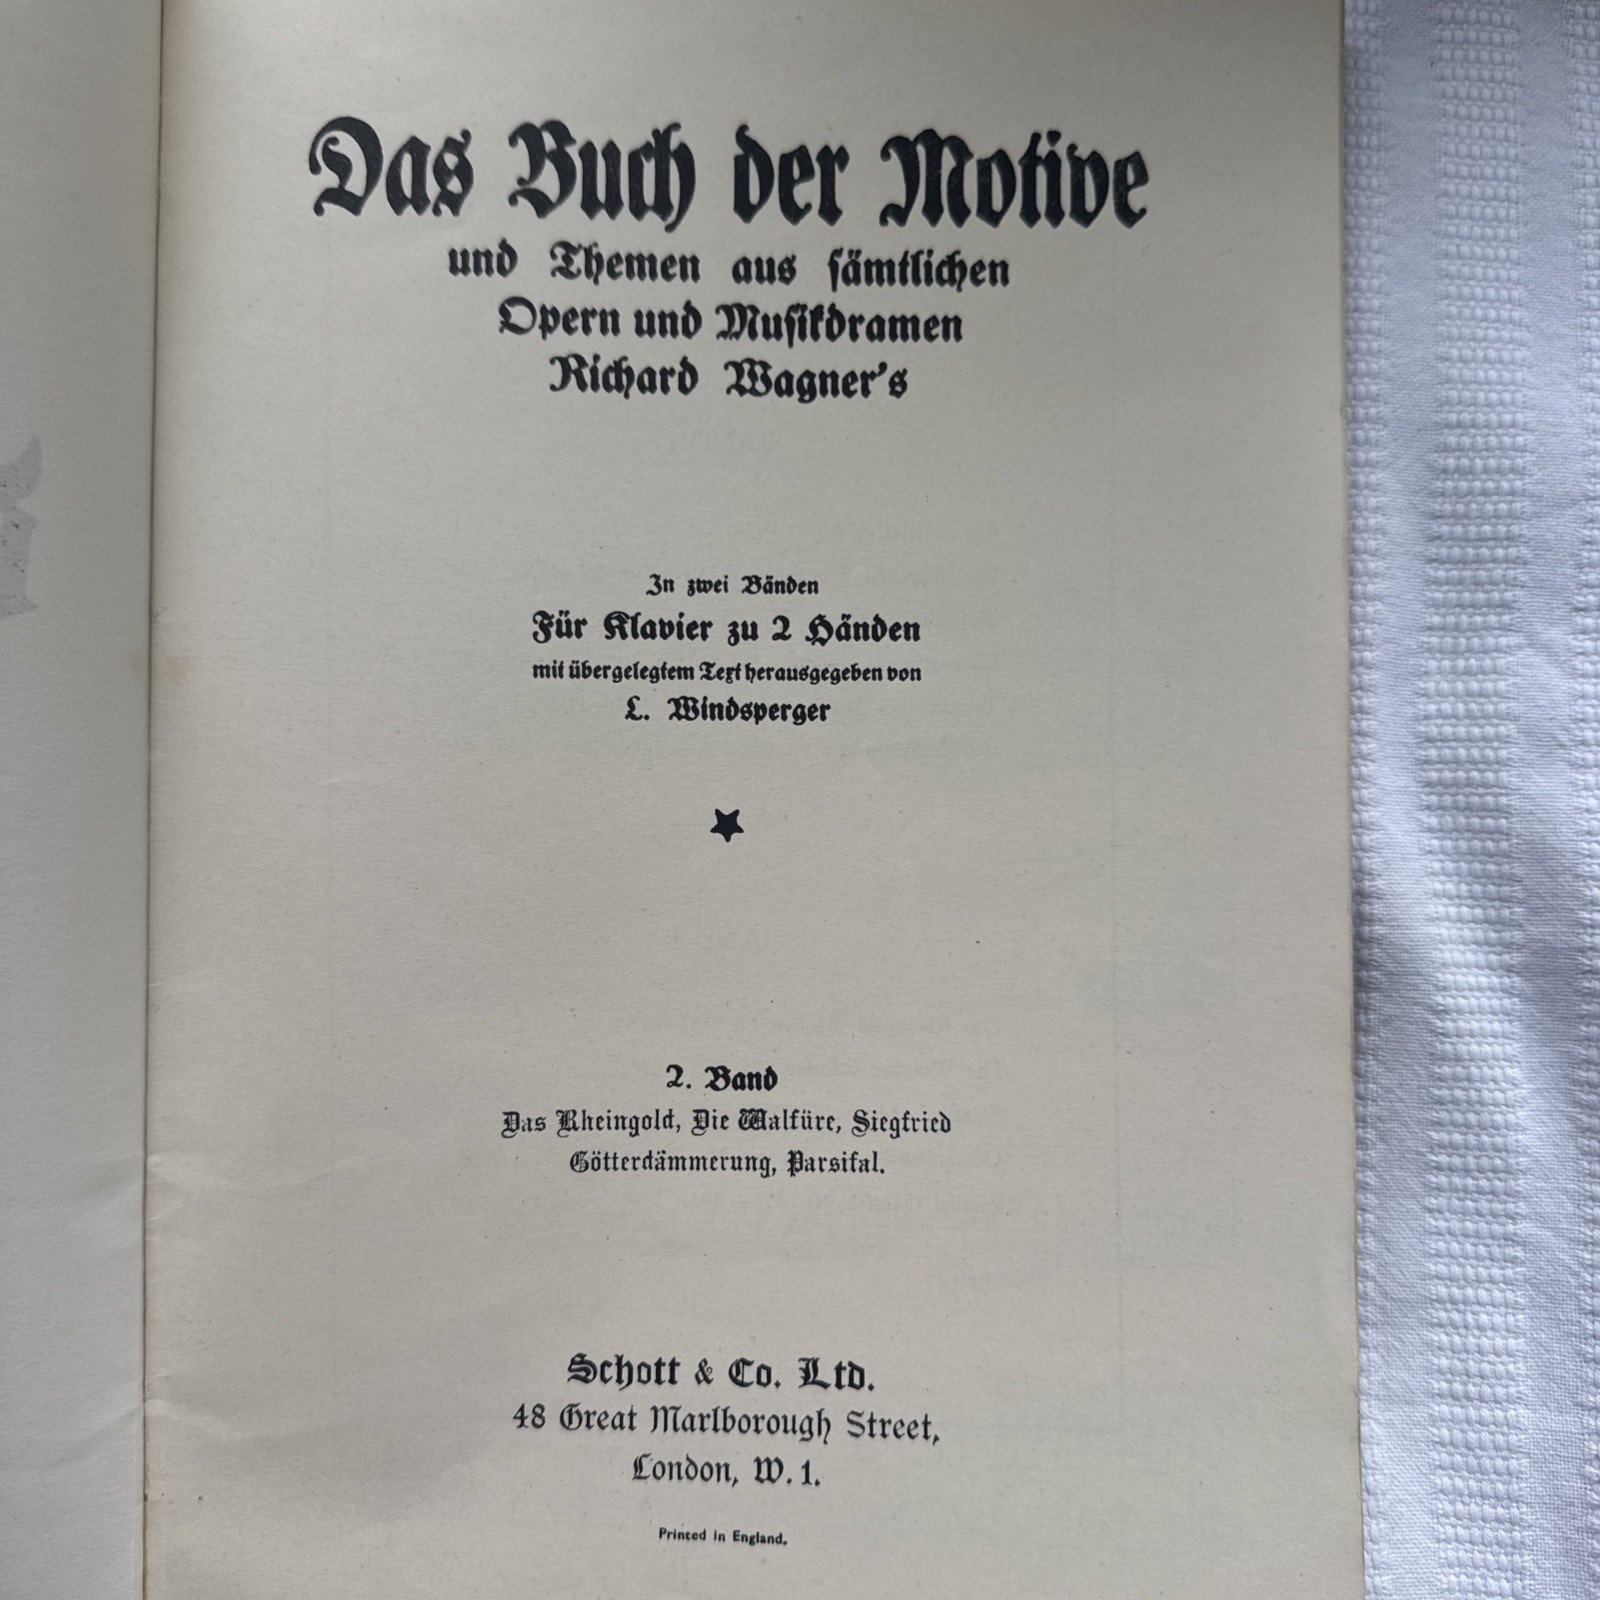 Das Buch der Motive
und Themen aus sämtlichen
Opern und Musikdramen
Richard Wagner's
In zwei Bänden
Für Klavier zu 2 Händen
mit übergelegtem Text herausgegeben von
L. Windsperger
2. Band
Das Rheingold, Die Walküre, Siegfried
Götterdämmerung, Parsifal.
Schott & Co. Ltd.
48 Great Marlborough Street,
London, W.1.
Printed in England.